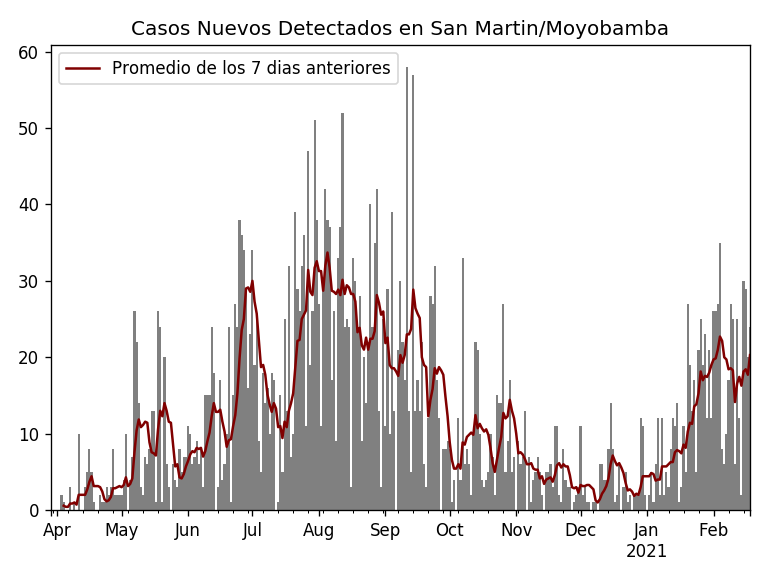 Casos Nuevos Detectados en San Martin/Moyobamba
Promedio de los 7 dias anteriores
60
50
40
30
20
10
0
Apr May Jun Jul Aug Sep Oct Nov Dec Jan Feb
2021